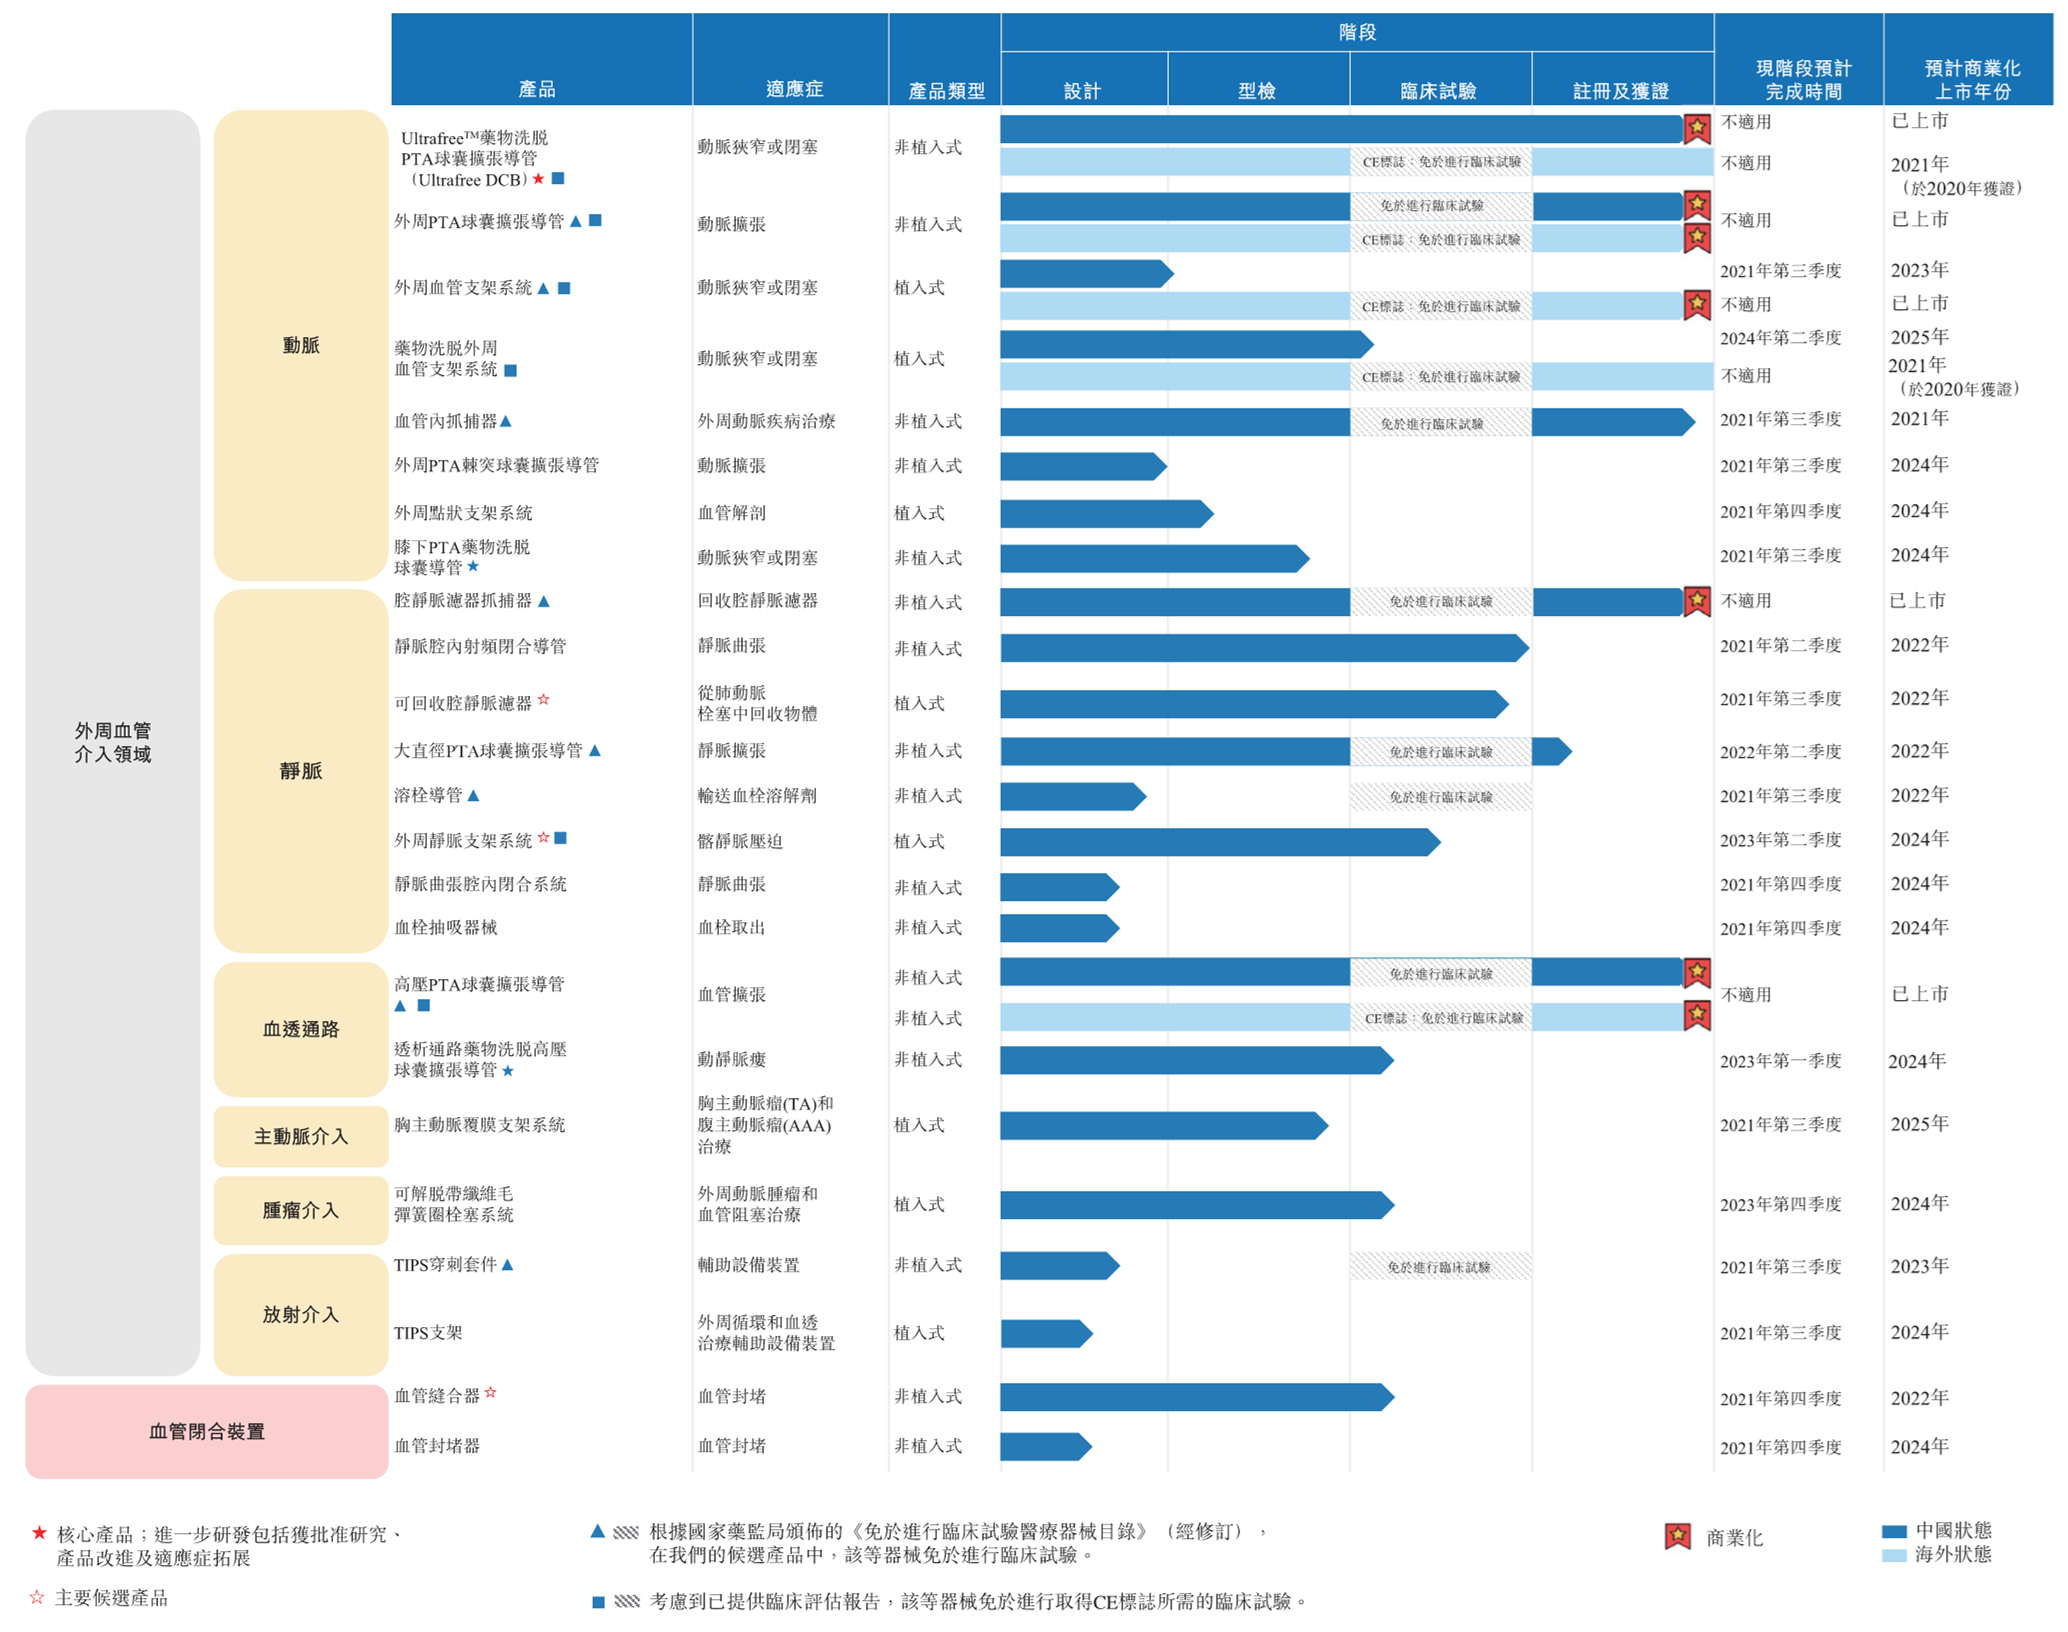 階段
產品
適應症
產品類型
設計
型檢
臨床試驗
註冊及獲證
現階段預計
完成時間
預計商業化
上市年份
外周血管
介入領域
動脈
Ultrafree™藥物洗脱
PTA球囊擴張導管
（Ultrafree DCB）
動脈狹窄或閉塞
非植入式
不適用
已上市
CE標誌：免於進行臨床試驗
不適用
2021年
（於2020年獲證）
外周PTA球囊擴張導管
動脈擴張
非植入式
免於進行臨床試驗
CE標誌：免於進行臨床試驗
不適用
已上市
外周血管支架系統
動脈狹窄或閉塞
植入式
2021年第三季度
2023年
CE標誌：免於進行臨床試驗
不適用
已上市
藥物洗脱外周
血管支架系統
動脈狹窄或閉塞
植入式
2024年第二季度
2025年
CE標誌：免於進行臨床試驗
不適用
2021年
（於2020年獲證）
血管內抓捕器
外周動脈疾病治療
非植入式
免於進行臨床試驗
2021年第三季度
2021年
外周PTA棘突球囊擴張導管
動脈擴張
非植入式
2021年第三季度
2024年
外周點狀支架系統
血管解剖
植入式
2021年第四季度
2024年
膝下PTA藥物洗脱
球囊導管
動脈狹窄或閉塞
非植入式
2021年第三季度
2024年
靜脈
腔靜脈濾器抓捕器
回收腔靜脈濾器
非植入式
免於進行臨床試驗
不適用
已上市
靜脈腔內射頻閉合導管
靜脈曲張
非植入式
2021年第二季度
2022年
可回收腔靜脈濾器
從肺動脈
栓塞中回收物體
植入式
2021年第三季度
2022年
大直徑PTA球囊擴張導管
靜脈擴張
非植入式
免於進行臨床試驗
2022年第二季度
2022年
溶栓導管
輸送血栓溶解劑
非植入式
免於進行臨床試驗
2021年第三季度
2022年
外周靜脈支架系統
髂靜脈壓迫
植入式
2023年第二季度
2024年
靜脈曲張腔內閉合系統
靜脈曲張
非植入式
2021年第四季度
2024年
血栓抽吸器械
血栓取出
非植入式
2021年第四季度
2024年
血透通路
高壓PTA球囊擴張導管
血管擴張
非植入式
免於進行臨床試驗
非植入式
CE標誌：免於進行臨床試驗
不適用
已上市
透析通路藥物洗脱高壓
球囊擴張導管
動靜脈瘻
非植入式
2023年第一季度
2024年
主動脈介入
胸主動脈覆膜支架系統
胸主動脈瘤(TA)和
腹主動脈瘤(AAA)
治療
植入式
2021年第三季度
2025年
腫瘤介入
可解脱帶纖維毛
彈簧圈栓塞系統
外周動脈腫瘤和
血管阻塞治療
植入式
2023年第四季度
2024年
放射介入
TIPS穿刺套件
輔助設備裝置
非植入式
免於進行臨床試驗
2021年第三季度
2023年
TIPS支架
外周循環和血透
治療輔助設備裝置
植入式
2021年第三季度
2024年
血管閉合裝置
血管縫合器
血管封堵
非植入式
2021年第四季度
2022年
血管封堵器
血管封堵
非植入式
2021年第四季度
2024年
核心產品；進一步研發包括獲批准研究、
產品改進及適應症拓展
主要候選產品
根據國家藥監局頒佈的《免於進行臨床試驗醫療器械目錄》（經修訂），
在我們的候選產品中，該等器械免於進行臨床試驗。
考慮到已提供臨床評估報告，該等器械免於進行取得CE標誌所需的臨床試驗。
商業化
中國狀態
海外狀態